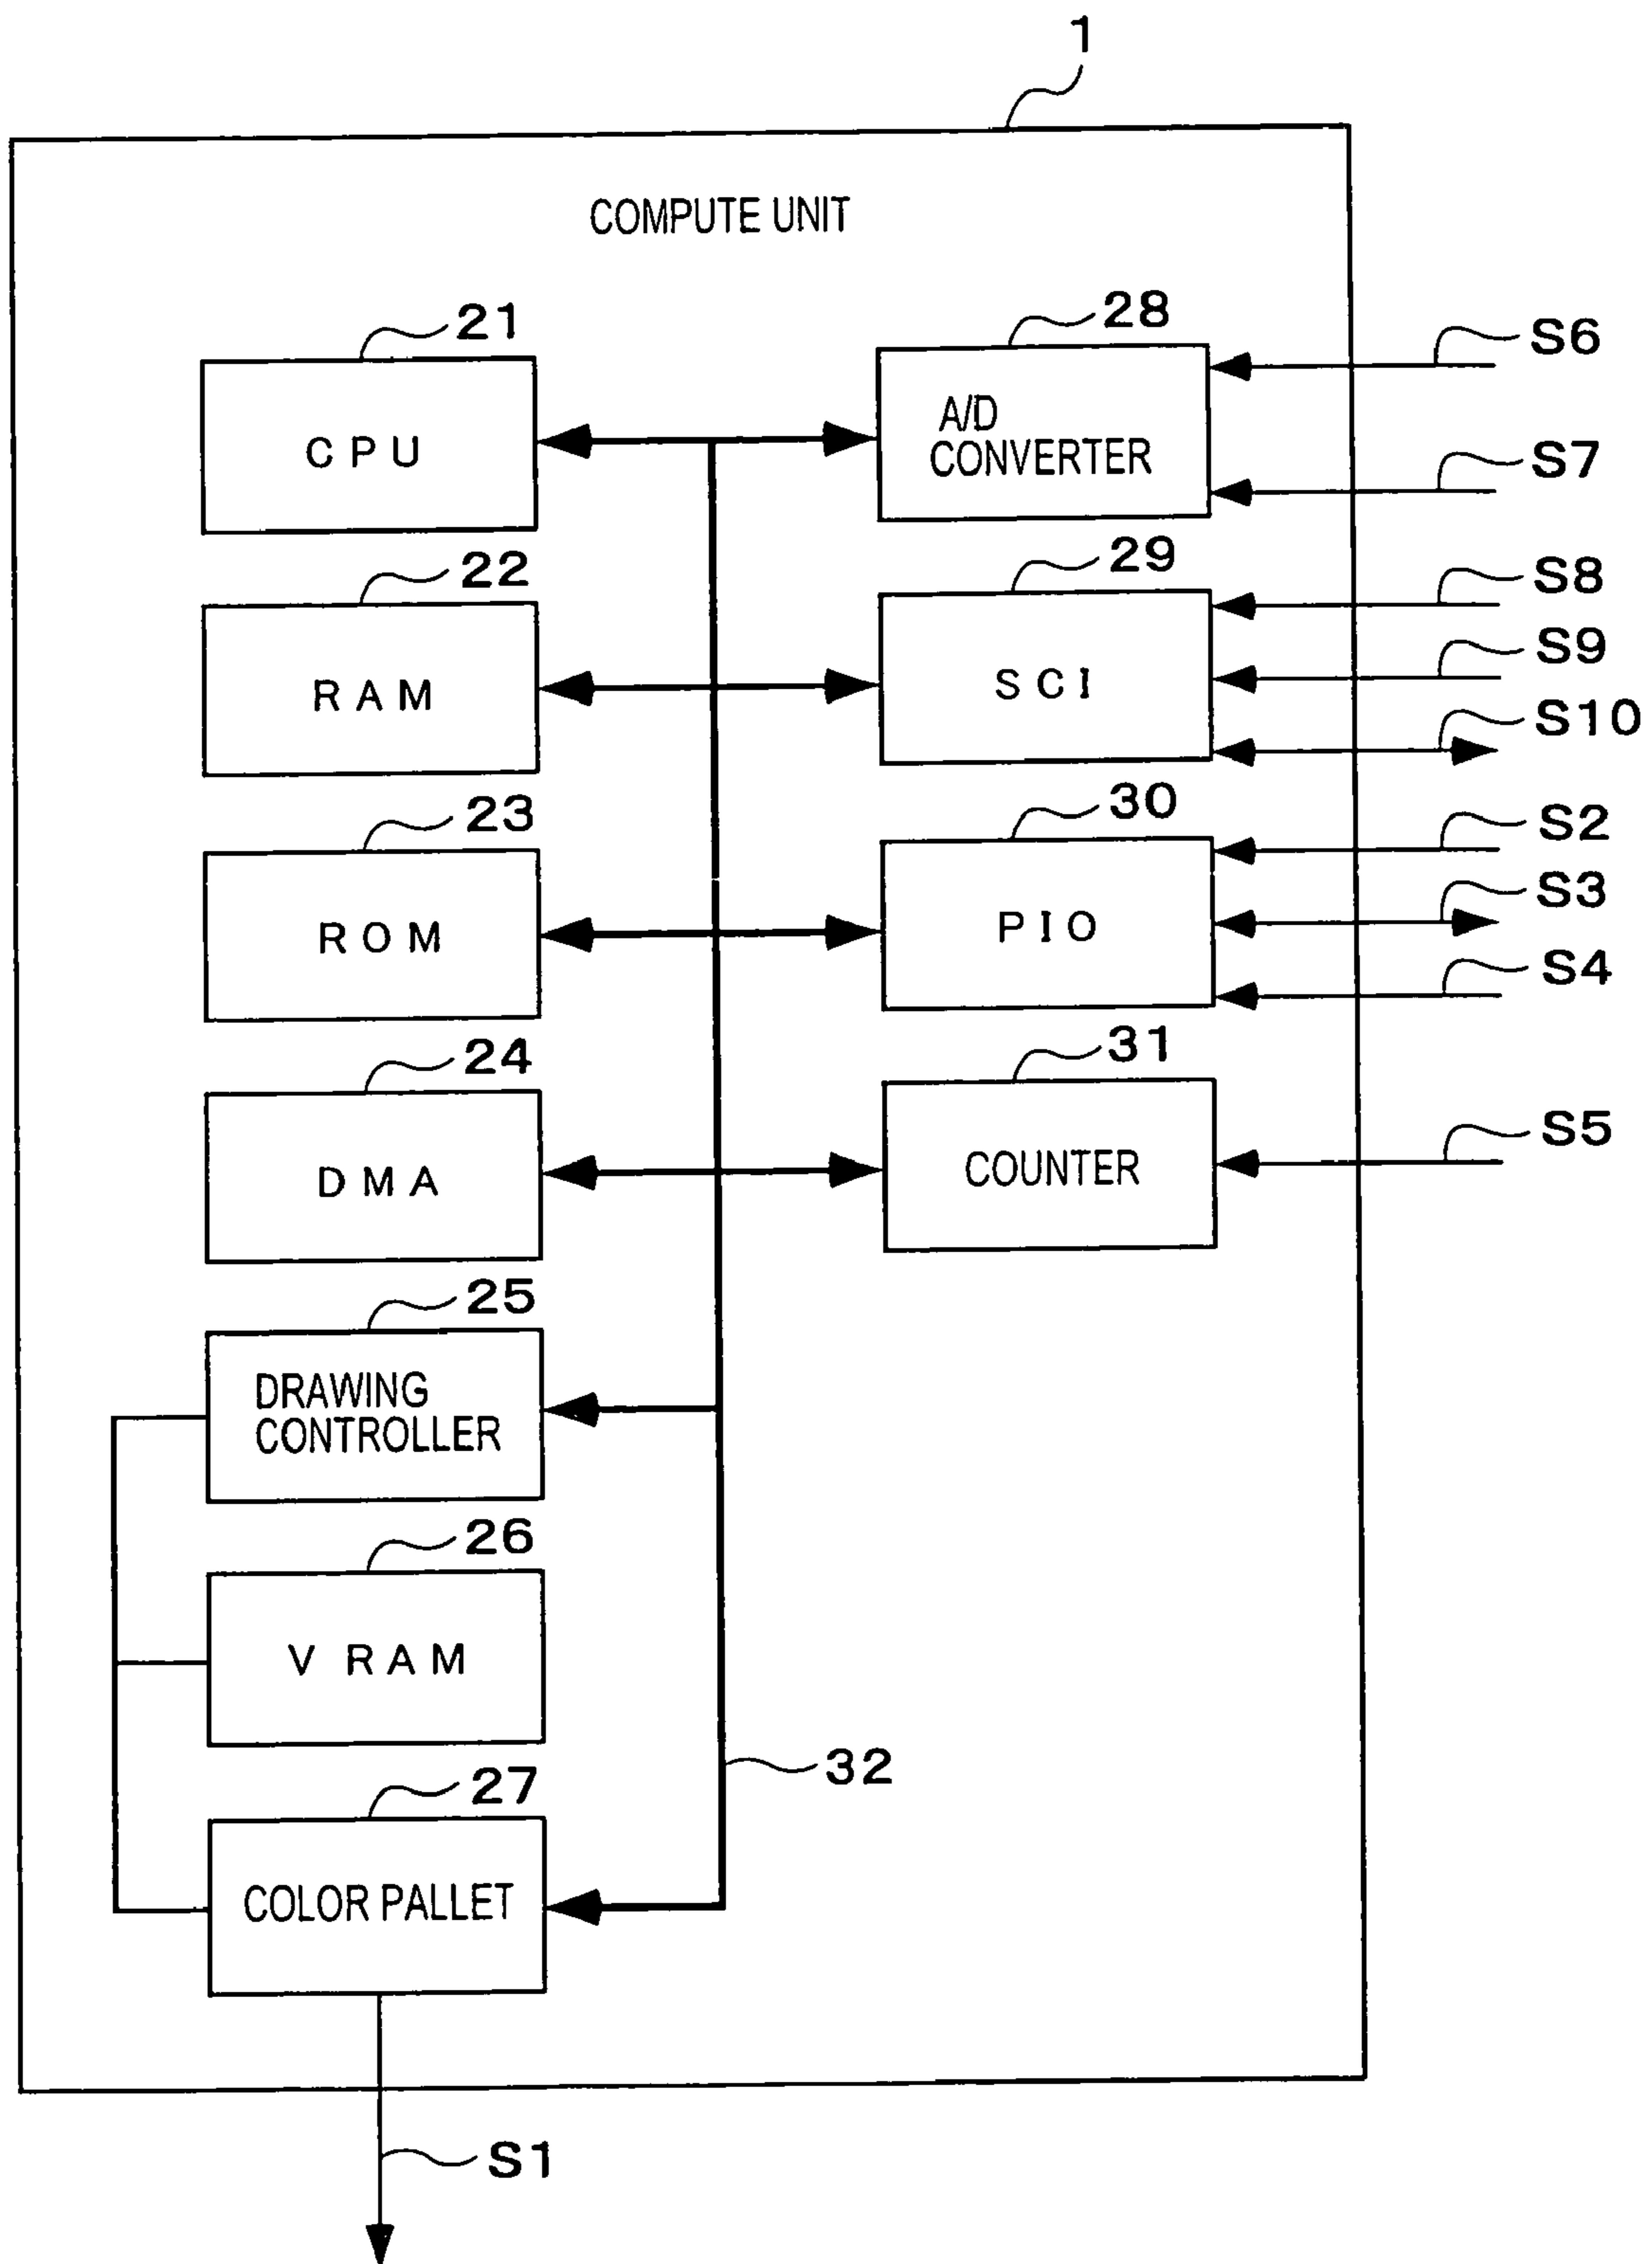 1
COMPUTE UNIT
21
CPU
28
A/D
CONVERTER
S6
S7
22
RAM
29
SCI
S8
S9
S10
23
ROM
30
PIO
S2
S3
S4
24
DMA
31
COUNTER
S5
25
DRAWING
CONTROLLER
26
V RAM
32
27
COLOR PALLET
S1